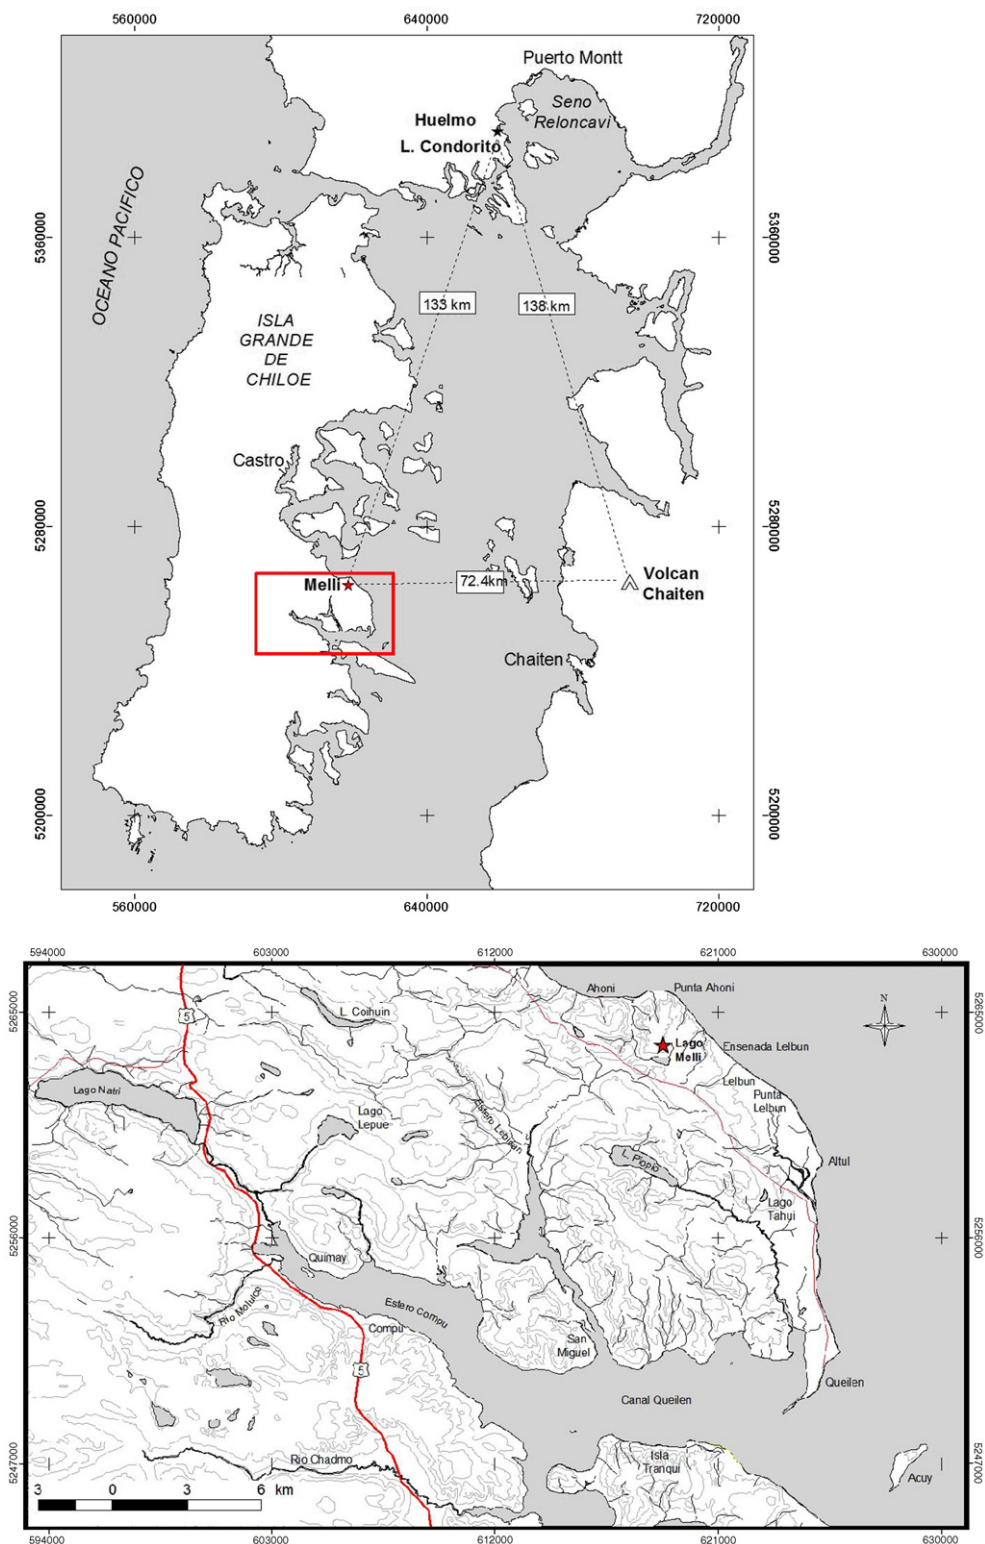 560000
640000
720000
Puerto Montt
Seno
Reloncavi
Huelmo
L. Condorito
OCEANO PACIFICO
5360000
5360000
133 km
138 km
ISLA
GRANDE
DE
CHILOE
Castro
5280000
5280000
Melli
72.4km
Volcan
Chaiten
Chaiten
5200000
5200000
560000
640000
720000
594000
603000
612000
621000
630000
Ahoni
Punta Ahoni
5265000
5265000
5
L. Coihuin
N
Lago
Melli
Ensenada Lelbun
Lago Natri
Lelbun
Punta
Lelbun
Lago
Lepue
L. Piopio
Altul
Lago
Tahui
5256000
5256000
Quimay
Estero Compu
Compu
San
Miguel
5
Queilen
Canal Queilen
5247000
5247000
Rio Chadmo
Isla
Tranqui
Acuy
3
0
3
6
km
594000
603000
612000
621000
630000